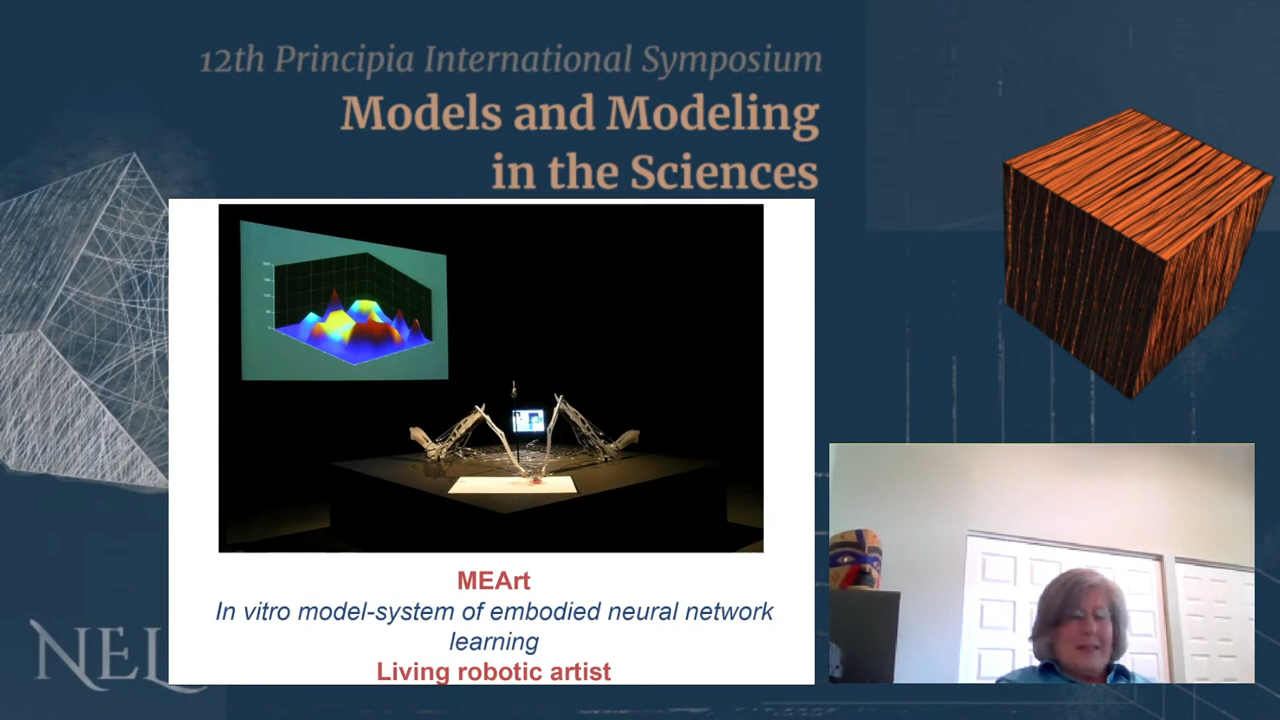 12th Principia International Symposium
Models and Modeling
in the Sciences
MEArt
In vitro model-system of embodied neural network
learning
Living robotic artist
NEL